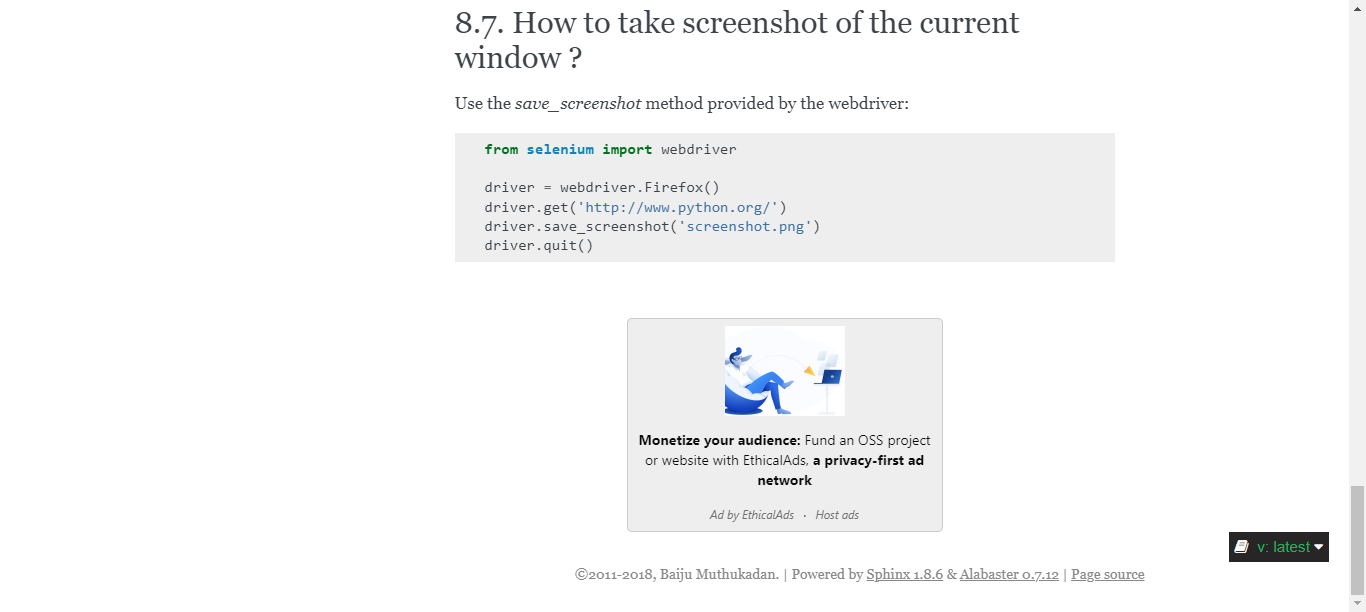 8.7. How to take screenshot of the current
window ?
Use the save_screenshot method provided by the webdriver:
from selenium import webdriver
driver = webdriver.Firefox()
driver.get('http://www.python.org/')
driver.save_screenshot('screenshot.png')
driver.quit()
Monetize your audience: Fund an OSS project
or website with EthicalAds, a privacy-first ad
network
Ad by EthicalAds · Host ads
v: latest
©2011-2018, Baiju Muthukadan. | Powered by Sphinx 1.8.6 & Alabaster 0.7.12 | Page source